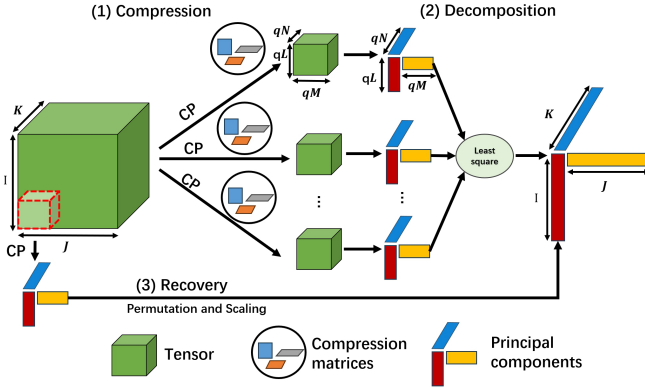 (1) Compression
(2) Decomposition
qN
qL
qM
qN
qL
qM
K
I
J
CP
CP
CP
CP
...
...
Least
square
K
I
J
(3) Recovery
Permutation and Scaling
Tensor
Compression
matrices
Principal
components